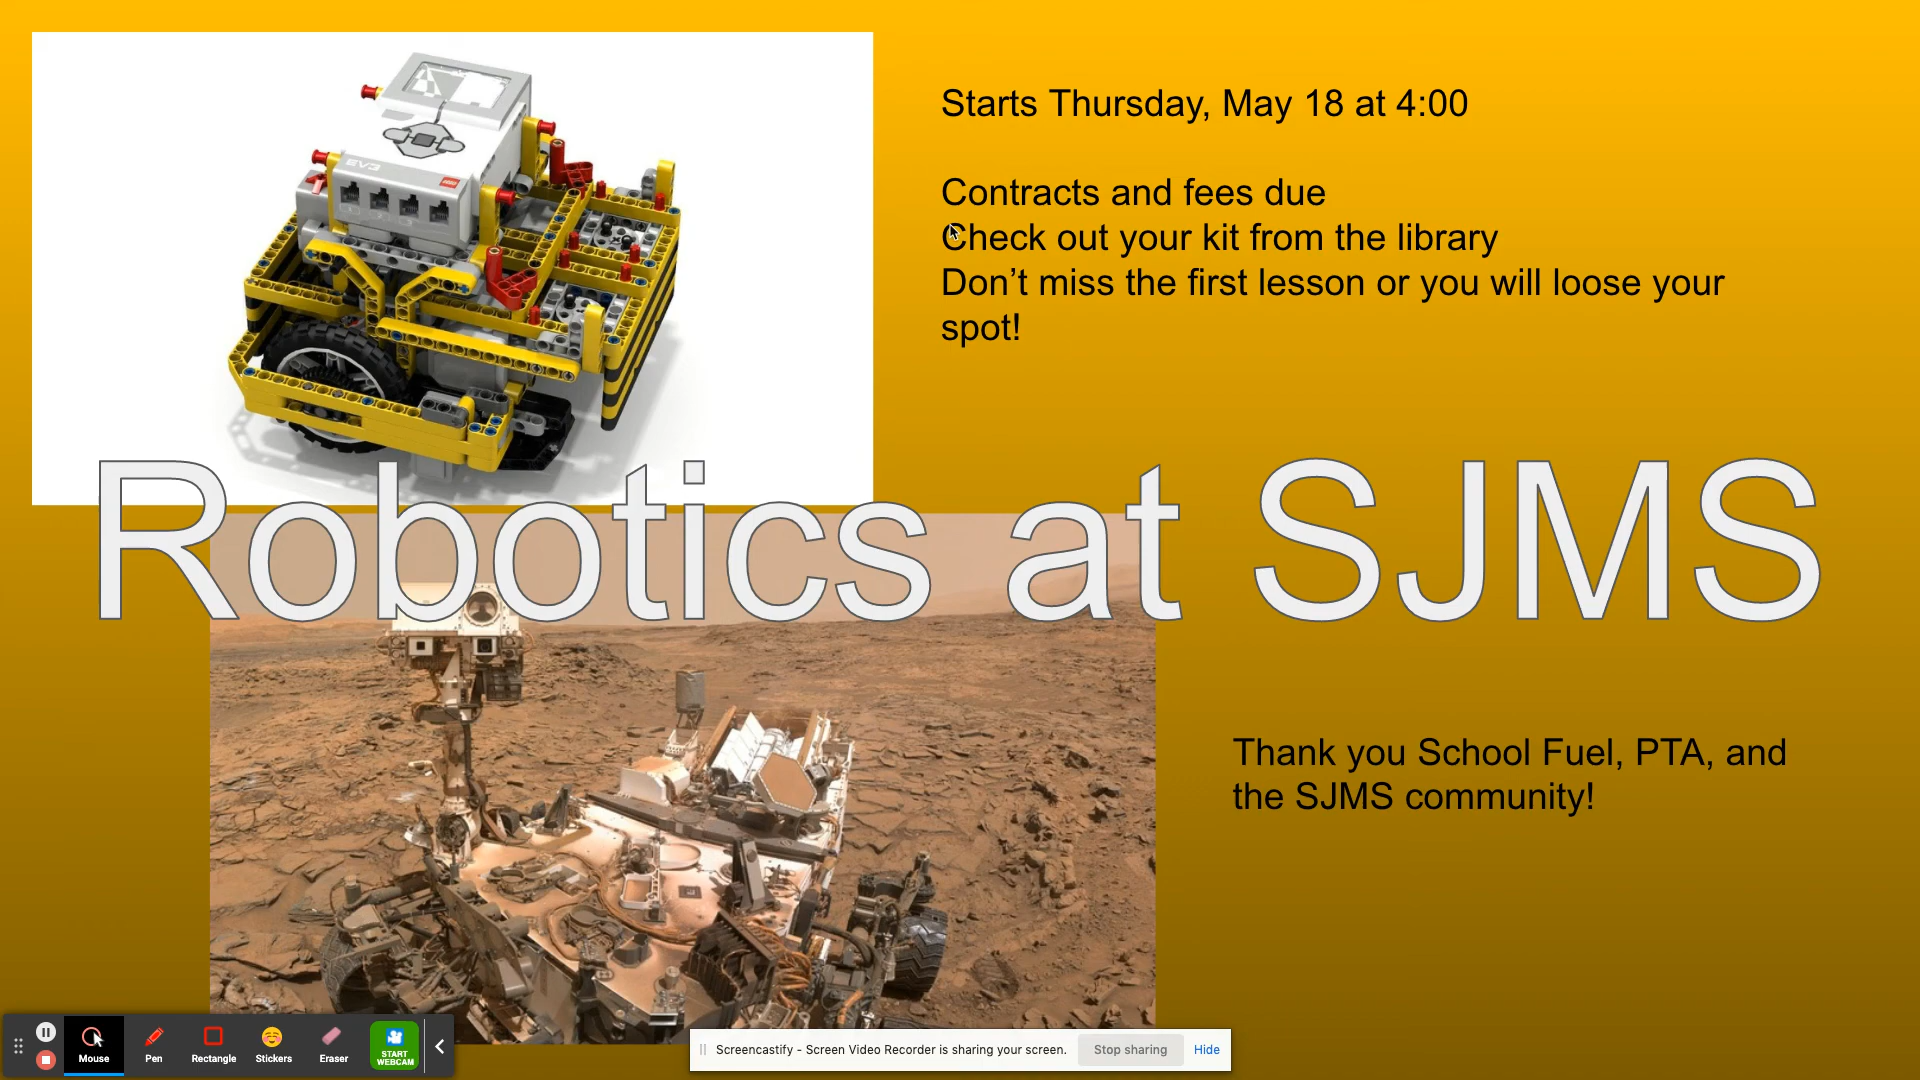 EV3
Starts Thursday, May 18 at 4:00
Contracts and fees due
Check out your kit from the library
Don’t miss the first lesson or you will loose your
spot!
Robotics at SJMS
Thank you School Fuel, PTA, and
the SJMS community!
Mouse
Pen
Rectangle
Stickers
Eraser
START
WEBCAM
Screencastify - Screen Video Recorder is sharing your screen.
Stop sharing
Hide